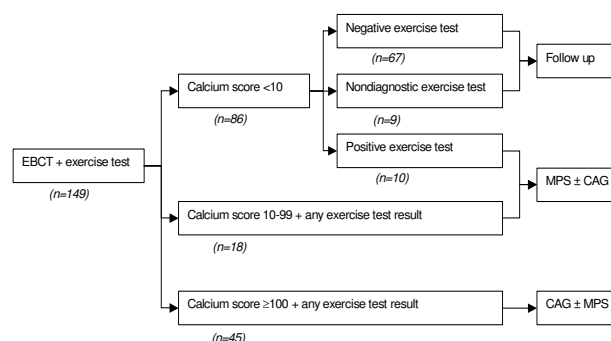 Negative exercise test
(n=67)
Follow up
Calcium score <10
(n=86)
Nondiagnostic exercise test
(n=9)
Positive exercise test
(n=10)
EBCT + exercise test
(n=149)
MPS ± CAG
Calcium score 10-99 + any exercise test result
(n=18)
Calcium score ≥100 + any exercise test result
(n=45)
CAG ± MPS